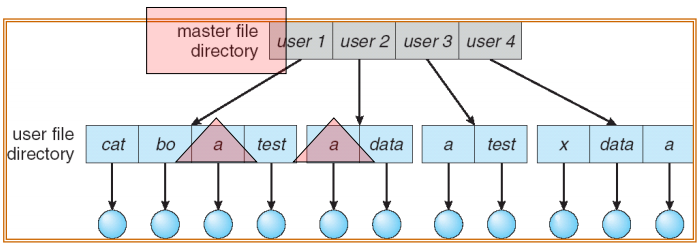 master file
directory
user 1 user 2 user 3 user 4
user file
directory
cat bo a test a data a test x data a